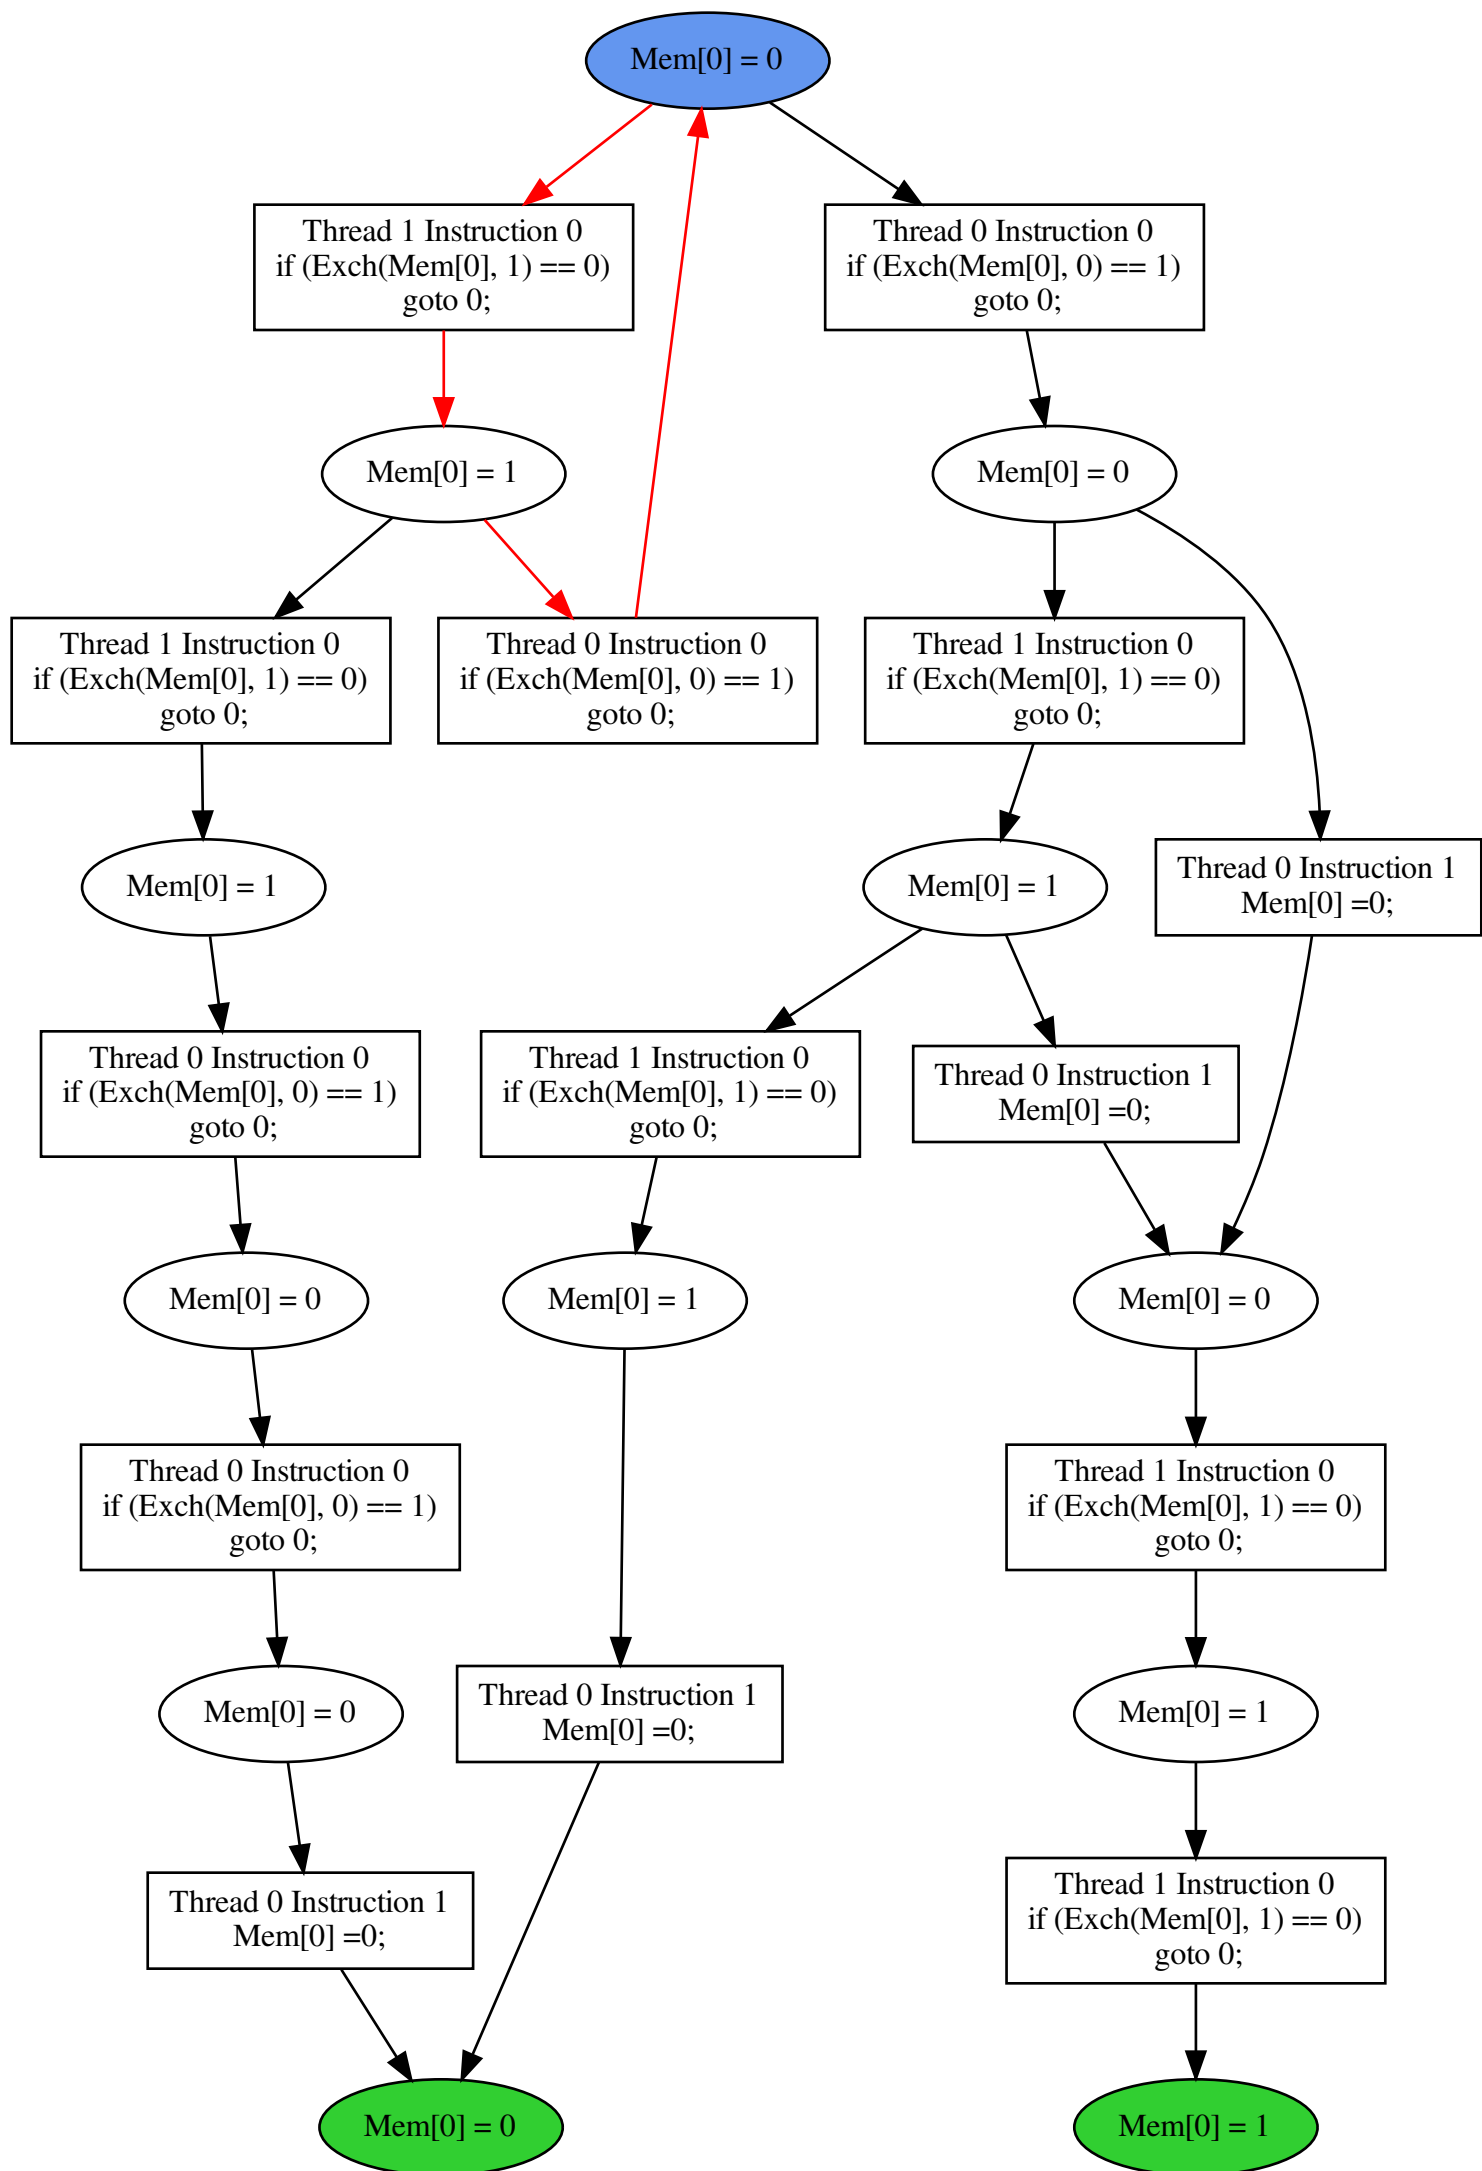 Mem[0] = 0
Thread 1 Instruction 0
if (Exch(Mem[0], 1) == 0)
goto 0;
Thread 0 Instruction 0
if (Exch(Mem[0], 0) == 1)
goto 0;
Mem[0] = 1
Mem[0] = 0
Thread 1 Instruction 0
if (Exch(Mem[0], 1) == 0)
goto 0;
Thread 0 Instruction 0
if (Exch(Mem[0], 0) == 1)
goto 0;
Thread 1 Instruction 0
if (Exch(Mem[0], 1) == 0)
goto 0;
Mem[0] = 1
Mem[0] = 1
Thread 0 Instruction 1
Mem[0] =0;
Thread 0 Instruction 0
if (Exch(Mem[0], 0) == 1)
goto 0;
Thread 1 Instruction 0
if (Exch(Mem[0], 1) == 0)
goto 0;
Thread 0 Instruction 1
Mem[0] =0;
Mem[0] = 0
Mem[0] = 1
Mem[0] = 0
Thread 0 Instruction 0
if (Exch(Mem[0], 0) == 1)
goto 0;
Thread 1 Instruction 0
if (Exch(Mem[0], 1) == 0)
goto 0;
Mem[0] = 0
Thread 0 Instruction 1
Mem[0] =0;
Mem[0] = 1
Thread 0 Instruction 1
Mem[0] =0;
Thread 1 Instruction 0
if (Exch(Mem[0], 1) == 0)
goto 0;
Mem[0] = 0
Mem[0] = 1